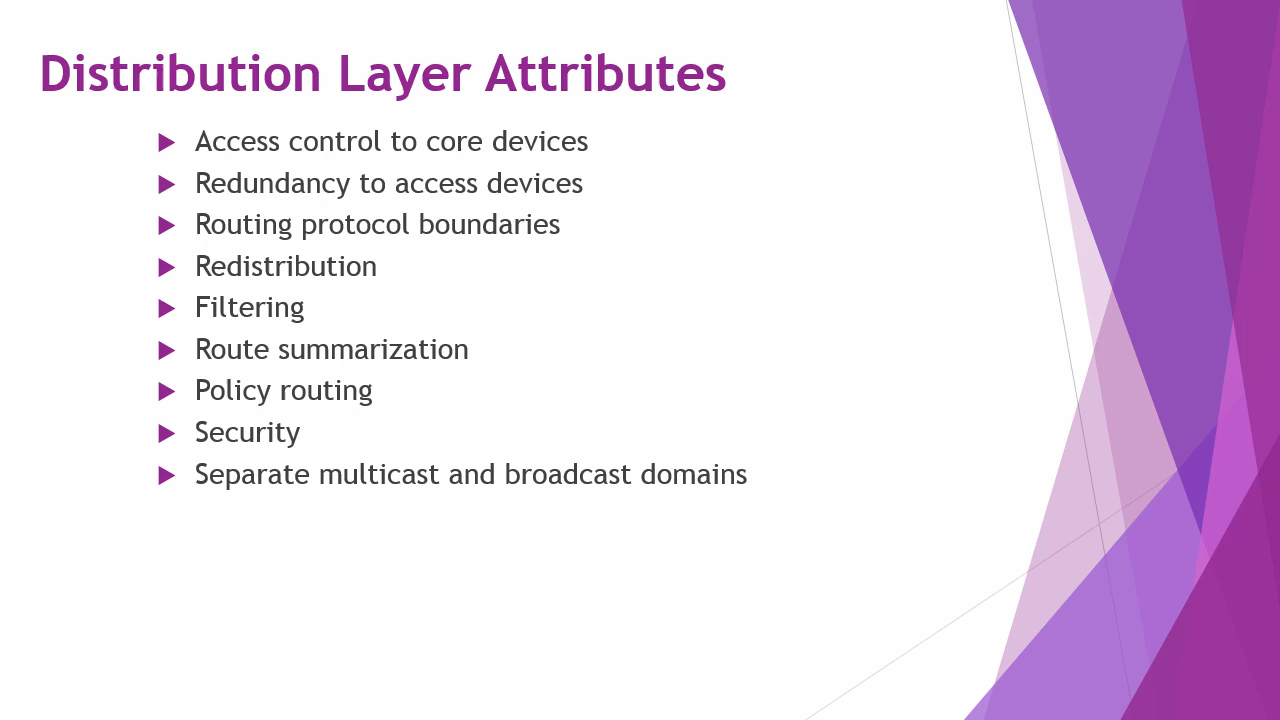 Distribution Layer Attributes
Access control to core devices
Redundancy to access devices
Routing protocol boundaries
Redistribution
Filtering
Route summarization
Policy routing
Security
Separate multicast and broadcast domains